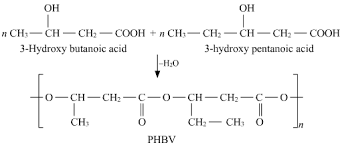 OH OH
n CH₃ — CH — CH₂ — COOH + n CH₃ — CH₂ — CH — CH₂ — COOH
3-Hydroxy butanoic acid 3-hydroxy pentanoic acid
–H₂O
O — CH — CH₂ — C — O — CH — CH₂ — C — O
CH₃ O CH₂ — CH₃ O n
PHBV